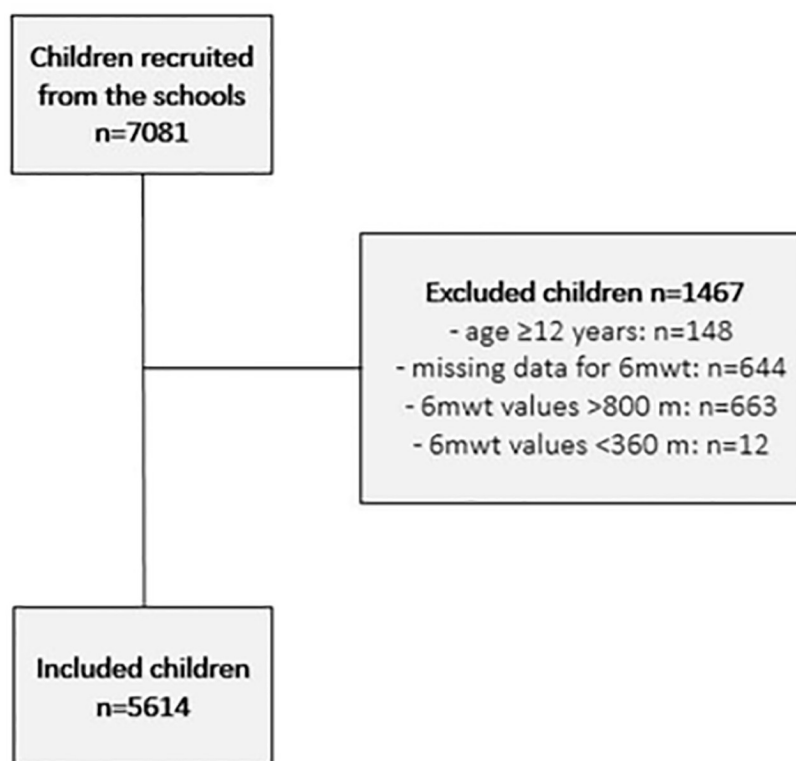 Children recruited
from the schools
n=7081
Excluded children n=1467
- age ≥12 years: n=148
- missing data for 6mwt: n=644
- 6mwt values >800 m: n=663
- 6mwt values <360 m: n=12
Included children
n=5614